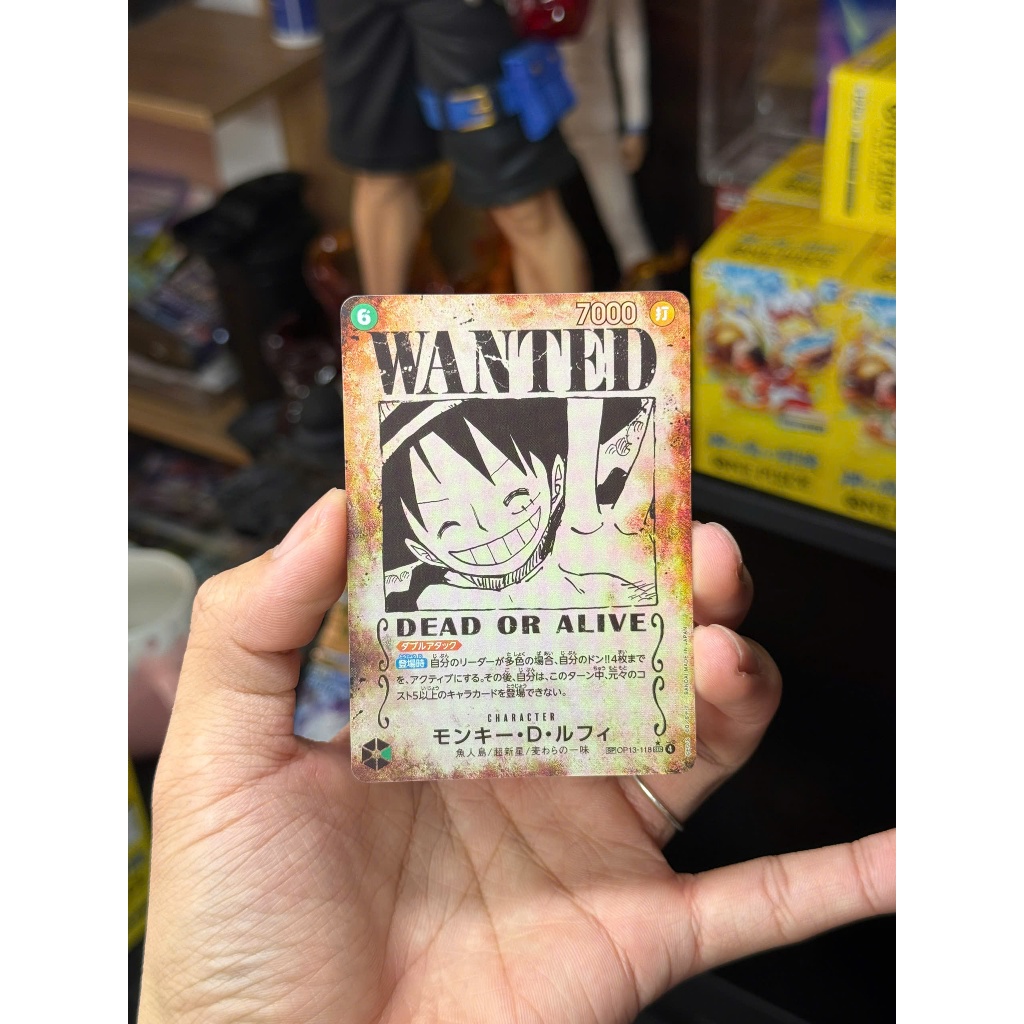 6 7000 打
WANTED
DEAD OR ALIVE
ダブルアタック
登場時 自分のリーダーが多色の場合、自分のドン!!4枚まで
を、アクティブにする。その後、自分は、このターン中、元々のコ
スト5以上のキャラカードを登場できない。
CHARACTER
モンキー・D・ルフィ
魚人島/超新星/麦わらの一味
OP13-118 4